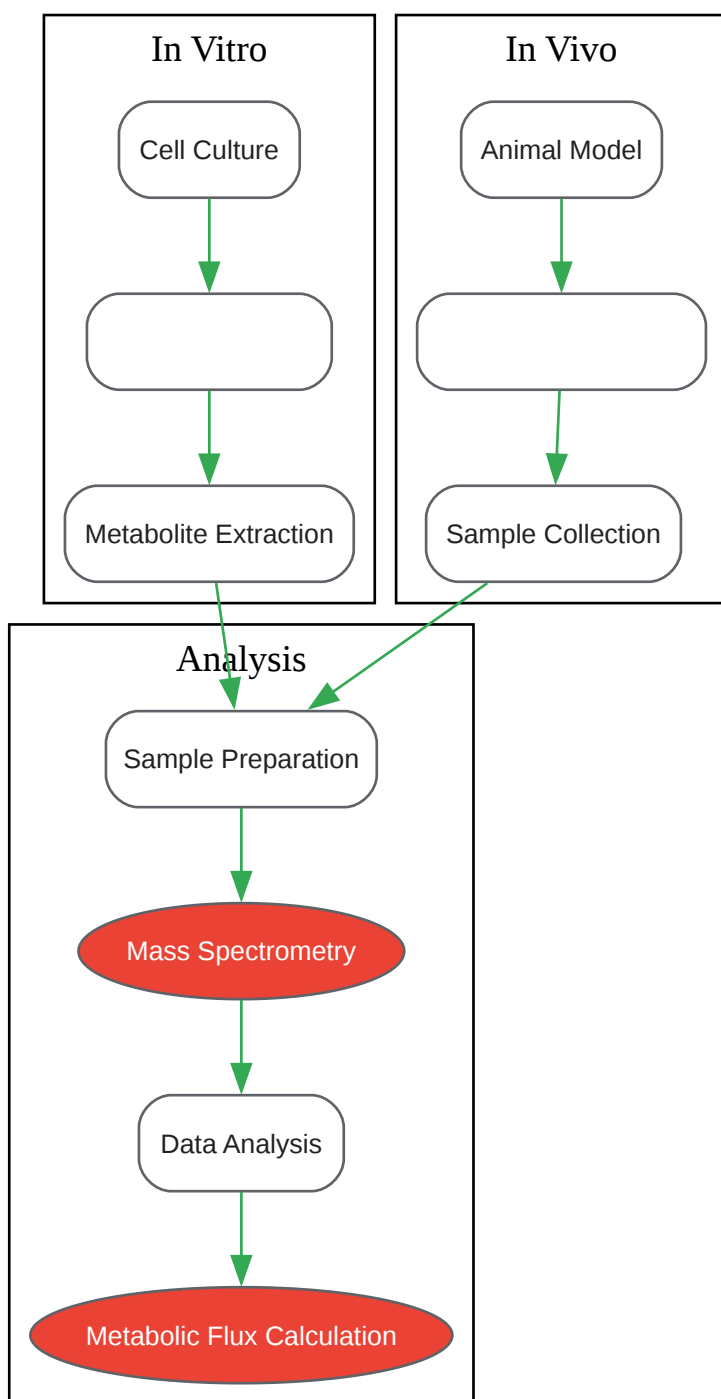 In Vitro
In Vivo
Cell Culture
Animal Model
Metabolite Extraction
Sample Collection
Analysis
Sample Preparation
Mass Spectrometry
Data Analysis
Metabolic Flux Calculation